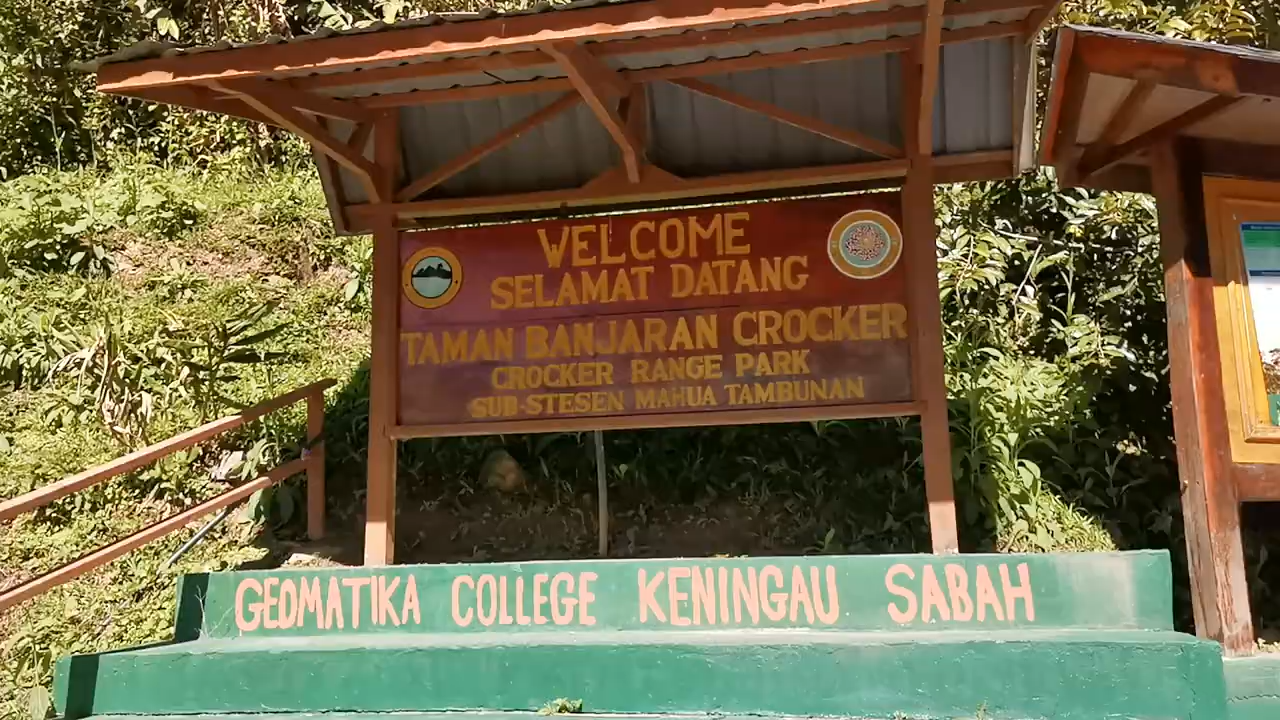 WELCOME
SELAMAT DATANG
TAMAN BANJARAN CROCKER
CROCKER RANGE PARK
SUB-STESEN MAHUA TAMBUNAN
GEOMATIKA COLLEGE KENINGAU SABAH